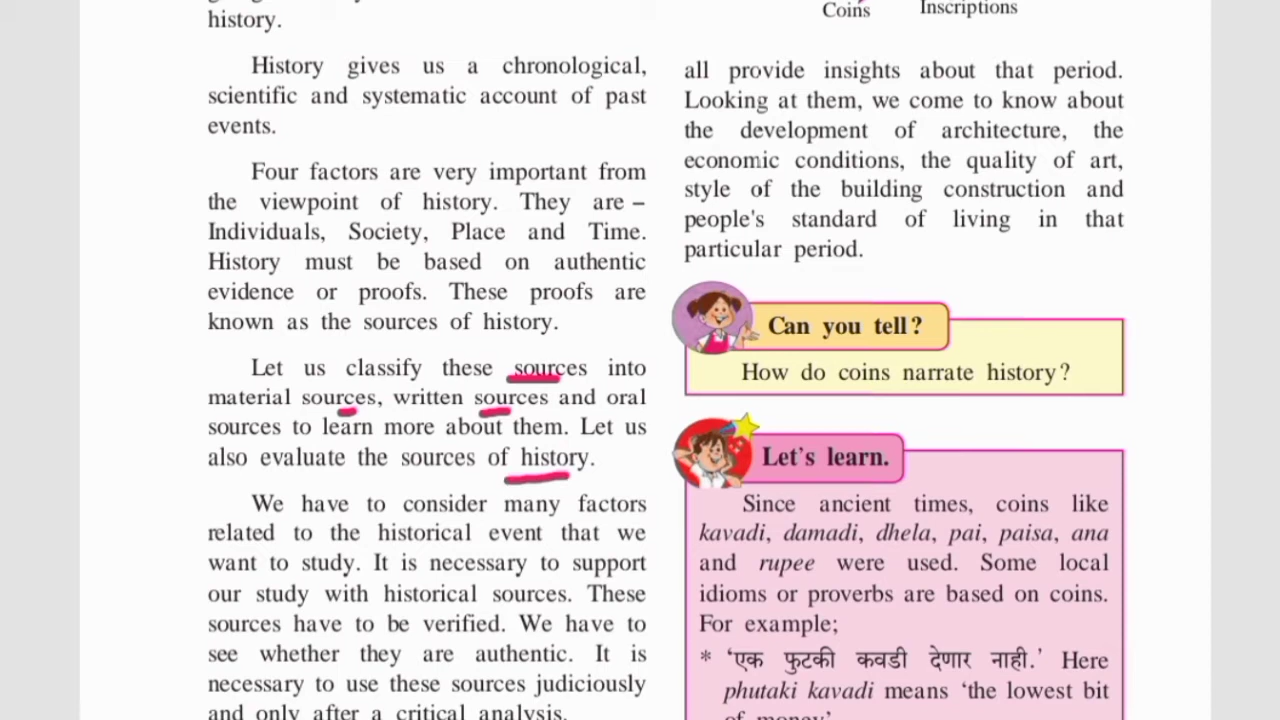 history.
History gives us a chronological,
scientific and systematic account of past
events.
Four factors are very important from
the viewpoint of history. They are –
Individuals, Society, Place and Time.
History must be based on authentic
evidence or proofs. These proofs are
known as the sources of history.
Let us classify these sources into
material sources, written sources and oral
sources to learn more about them. Let us
also evaluate the sources of history.
We have to consider many factors
related to the historical event that we
want to study. It is necessary to support
our study with historical sources. These
sources have to be verified. We have to
see whether they are authentic. It is
necessary to use these sources judiciously
and only after a critical analysis.
Coins Inscriptions
all provide insights about that period.
Looking at them, we come to know about
the development of architecture, the
economic conditions, the quality of art,
style of the building construction and
people's standard of living in that
particular period.
Can you tell?
How do coins narrate history?
Let's learn.
Since ancient times, coins like
kavadi, damadi, dhela, pai, paisa, ana
and rupee were used. Some local
idioms or proverbs are based on coins.
For example;
* 'एक फुटकी कवडी देणार नाही.' Here
phutaki kavadi means 'the lowest bit
of money'